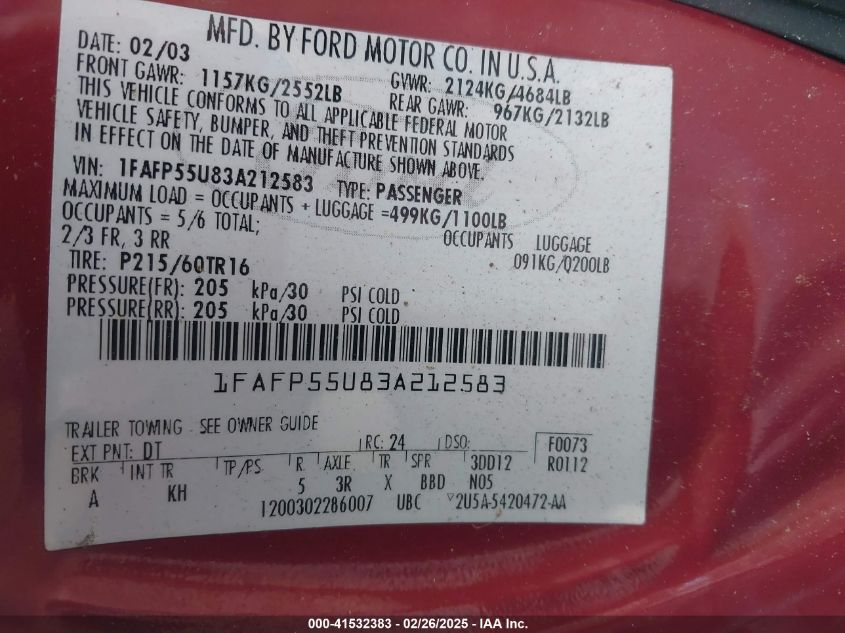 MFD. BY FORD MOTOR CO. IN U.S.A.
DATE: 02/03 GVWR: 2124KG/4684LB
FRONT GAWR: 1157KG/2552LB REAR GAWR: 967KG/2132LB
THIS VEHICLE CONFORMS TO ALL APPLICABLE FEDERAL MOTOR
VEHICLE SAFETY, BUMPER, AND THEFT PREVENTION STANDARDS
IN EFFECT ON THE DATE OF MANUFACTURE SHOWN ABOVE.
VIN: 1FAFP55U83A212583 TYPE: PASSENGER
MAXIMUM LOAD = OCCUPANTS + LUGGAGE =499KG/1100LB
OCCUPANTS = 5/6 TOTAL; OCCUPANTS LUGGAGE
2/3 FR, 3 RR 091KG/0200LB
TIRE: P215/60TR16
PRESSURE(FR): 205 kPa/30 PSI COLD
PRESSURE(RR): 205 kPa/30 PSI COLD
1FAFP55U83A212583
TRAILER TOWING - SEE OWNER GUIDE
EXT PNT: DT RC: 24 DSO: F0073
BRK INT TR TP/PS R AXLE TR SFR 3DD12 R0112
A KH 5 3R X BBD N05
1200302286007 UBC 2U5A-5420472-AA
000-41532383 - 02/26/2025 - IAA Inc.